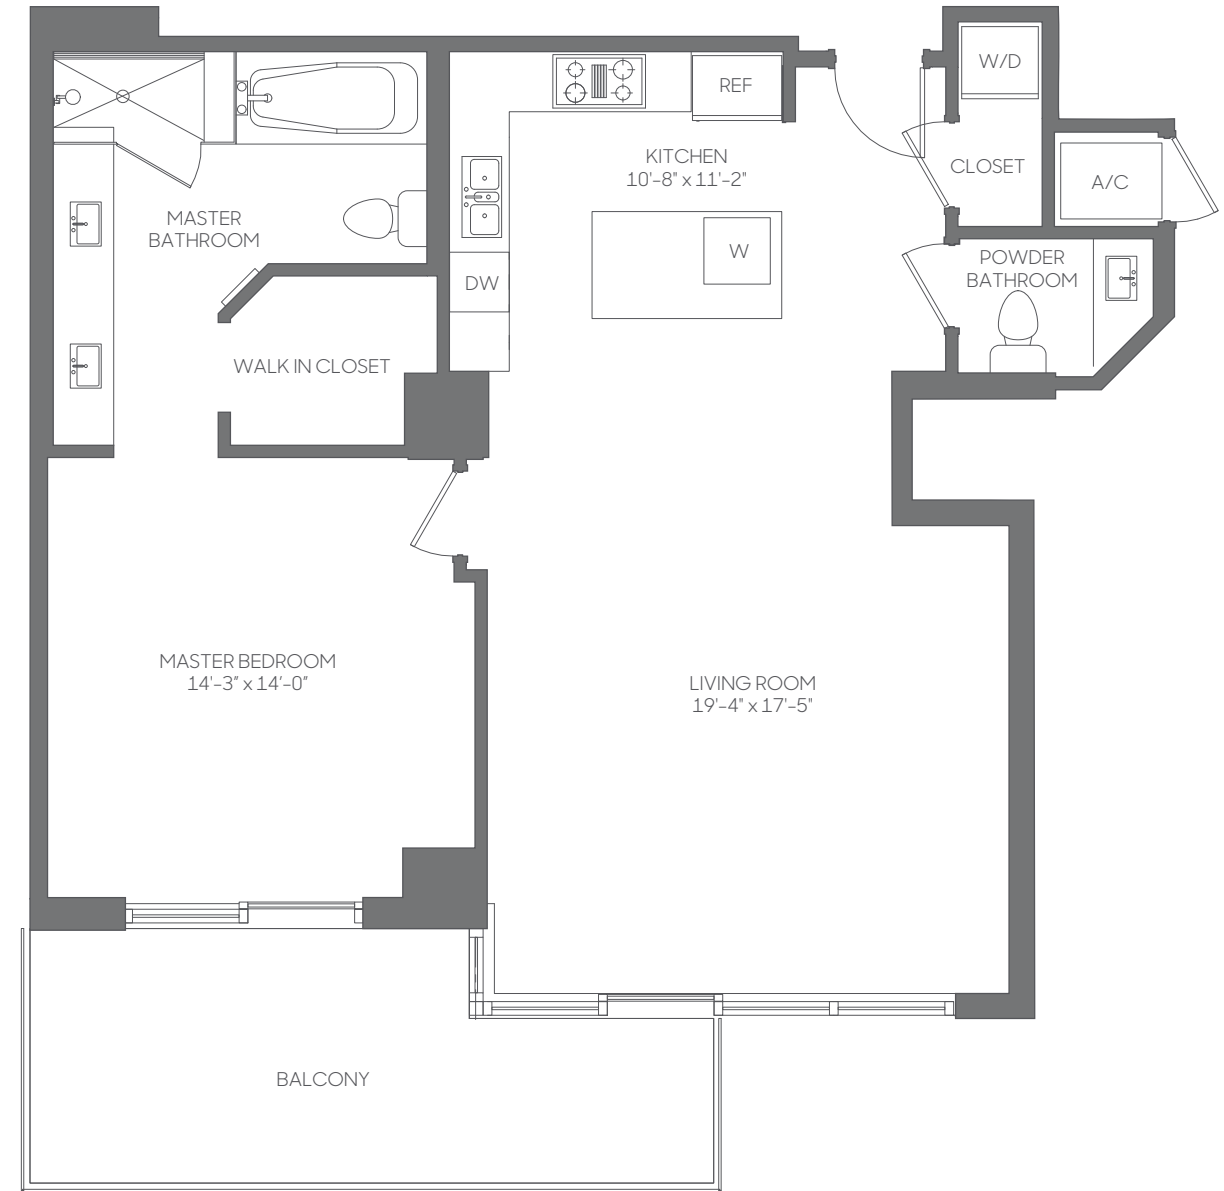 W/D
REF
KITCHEN
10'-8" x 11'-2"
CLOSET
A/C
MASTER
BATHROOM
W
POWDER
BATHROOM
DW
WALK IN CLOSET
MASTER BEDROOM
14'-3" x 14'-0"
LIVING ROOM
19'-4" x 17'-5"
BALCONY